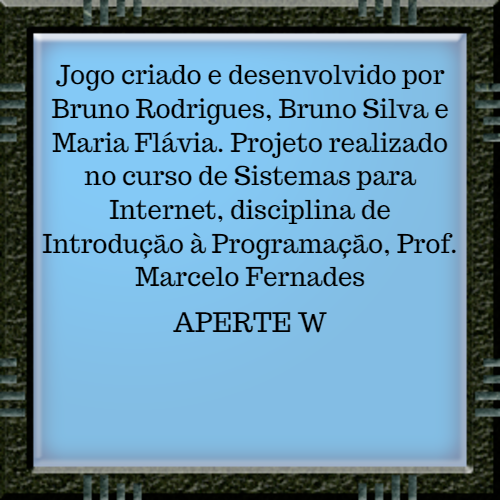 Jogo criado e desenvolvido por
Bruno Rodrigues, Bruno Silva e
Maria Flávia. Projeto realizado
no curso de Sistemas para
Internet, disciplina de
Introdução à Programação, Prof.
Marcelo Fernades
APERTE W